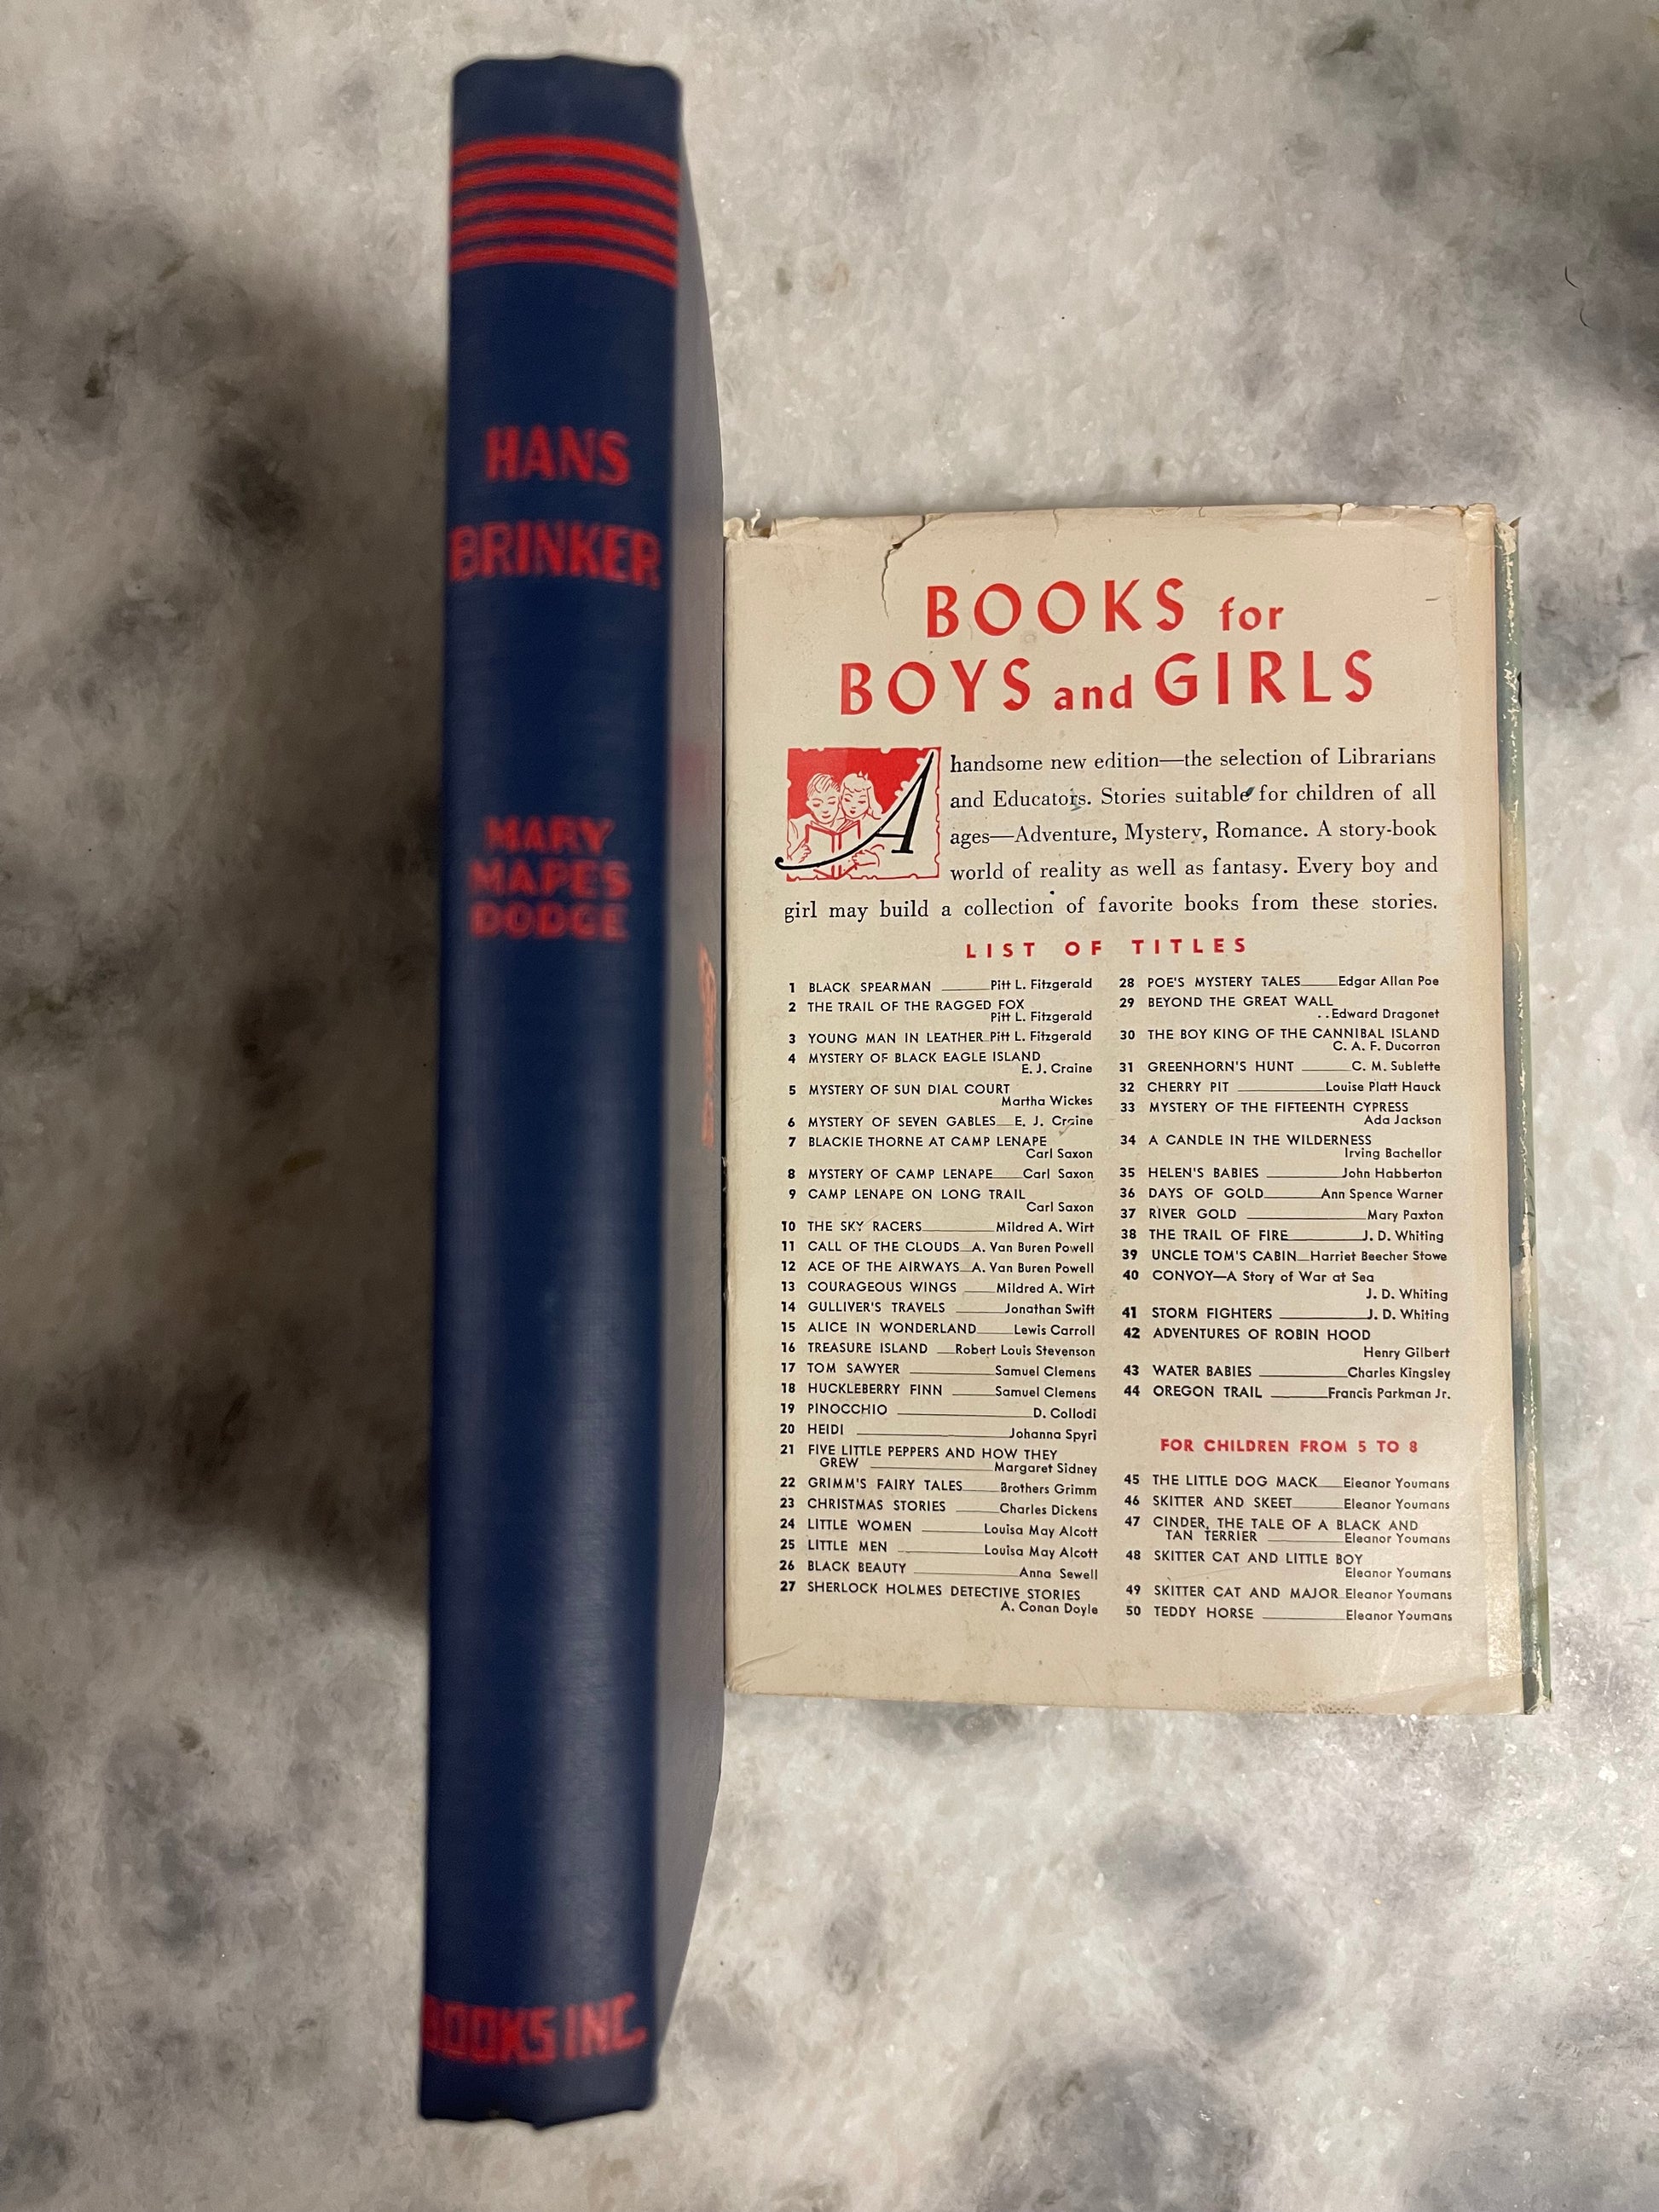 HANS
BRINKER
MARY
MAPES
DODGE
BOOKS INC.
BOOKS for
BOYS and GIRLS
A handsome new edition—the selection of Librarians
and Educators. Stories suitable for children of all
ages—Adventure, Mystery, Romance. A story-book
world of reality as well as fantasy. Every boy and
girl may build a collection of favorite books from these stories.
LIST OF TITLES
1 BLACK SPEARMAN Pitt L. Fitzgerald
2 THE TRAIL OF THE RAGGED FOX
Pitt L. Fitzgerald
3 YOUNG MAN IN LEATHER Pitt L. Fitzgerald
4 MYSTERY OF BLACK EAGLE ISLAND
E. J. Craine
5 MYSTERY OF SUN DIAL COURT
Martha Wickes
6 MYSTERY OF SEVEN GABLES E. J. Craine
7 BLACKIE THORNE AT CAMP LENAPE
Carl Saxon
8 MYSTERY OF CAMP LENAPE Carl Saxon
9 CAMP LENAPE ON LONG TRAIL
Carl Saxon
10 THE SKY RACERS Mildred A. Wirt
11 CALL OF THE CLOUDS A. Van Buren Powell
12 ACE OF THE AIRWAYS A. Van Buren Powell
13 COURAGEOUS WINGS Mildred A. Wirt
14 GULLIVER'S TRAVELS Jonathan Swift
15 ALICE IN WONDERLAND Lewis Carroll
16 TREASURE ISLAND Robert Louis Stevenson
17 TOM SAWYER Samuel Clemens
18 HUCKLEBERRY FINN Samuel Clemens
19 PINOCCHIO D. Collodi
20 HEIDI Johanna Spyri
21 FIVE LITTLE PEPPERS AND HOW THEY
GREW Margaret Sidney
22 GRIMM'S FAIRY TALES Brothers Grimm
23 CHRISTMAS STORIES Charles Dickens
24 LITTLE WOMEN Louisa May Alcott
25 LITTLE MEN Louisa May Alcott
26 BLACK BEAUTY Anna Sewell
27 SHERLOCK HOLMES DETECTIVE STORIES
A. Conan Doyle
28 POE'S MYSTERY TALES Edgar Allan Poe
29 BEYOND THE GREAT WALL
..Edward Dragonet
30 THE BOY KING OF THE CANNIBAL ISLAND
C. A. F. Ducorron
31 GREENHORN'S HUNT C. M. Sublette
32 CHERRY PIT Louise Platt Hauck
33 MYSTERY OF THE FIFTEENTH CYPRESS
Ada Jackson
34 A CANDLE IN THE WILDERNESS
Irving Bachellor
35 HELEN'S BABIES John Habberton
36 DAYS OF GOLD Ann Spence Warner
37 RIVER GOLD Mary Paxton
38 THE TRAIL OF FIRE J. D. Whiting
39 UNCLE TOM'S CABIN Harriet Beecher Stowe
40 CONVOY—A Story of War at Sea
J. D. Whiting
41 STORM FIGHTERS J. D. Whiting
42 ADVENTURES OF ROBIN HOOD
Henry Gilbert
43 WATER BABIES Charles Kingsley
44 OREGON TRAIL Francis Parkman Jr.
FOR CHILDREN FROM 5 TO 8
45 THE LITTLE DOG MACK Eleanor Youmans
46 SKITTER AND SKEET Eleanor Youmans
47 CINDER, THE TALE OF A BLACK AND
TAN TERRIER Eleanor Youmans
48 SKITTER CAT AND LITTLE BOY
Eleanor Youmans
49 SKITTER CAT AND MAJOR Eleanor Youmans
50 TEDDY HORSE Eleanor Youmans